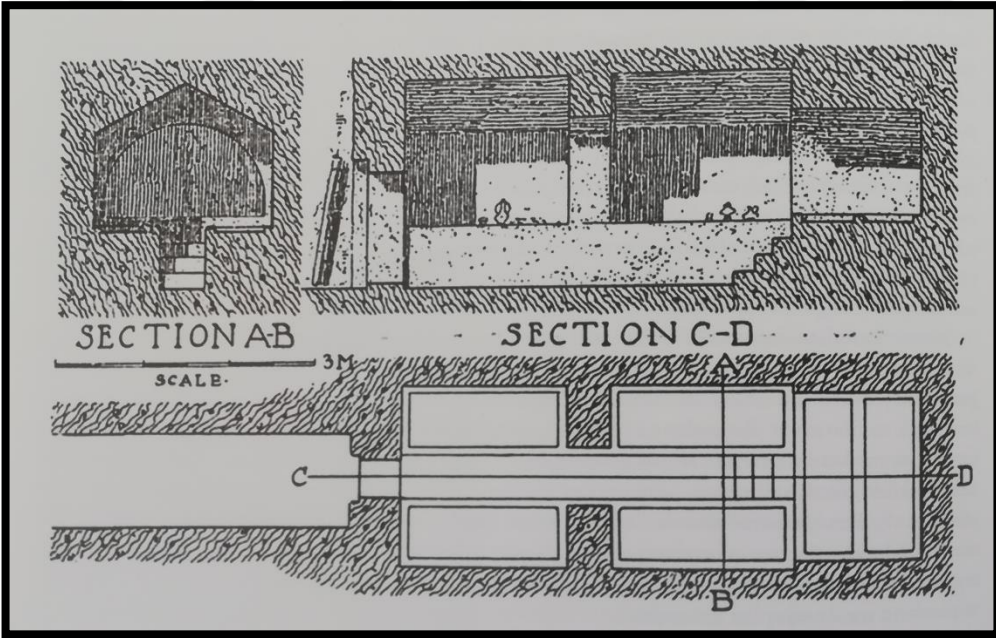 SECTION A-B
SECTION C-D
3M
SCALE.
A
C
D
B